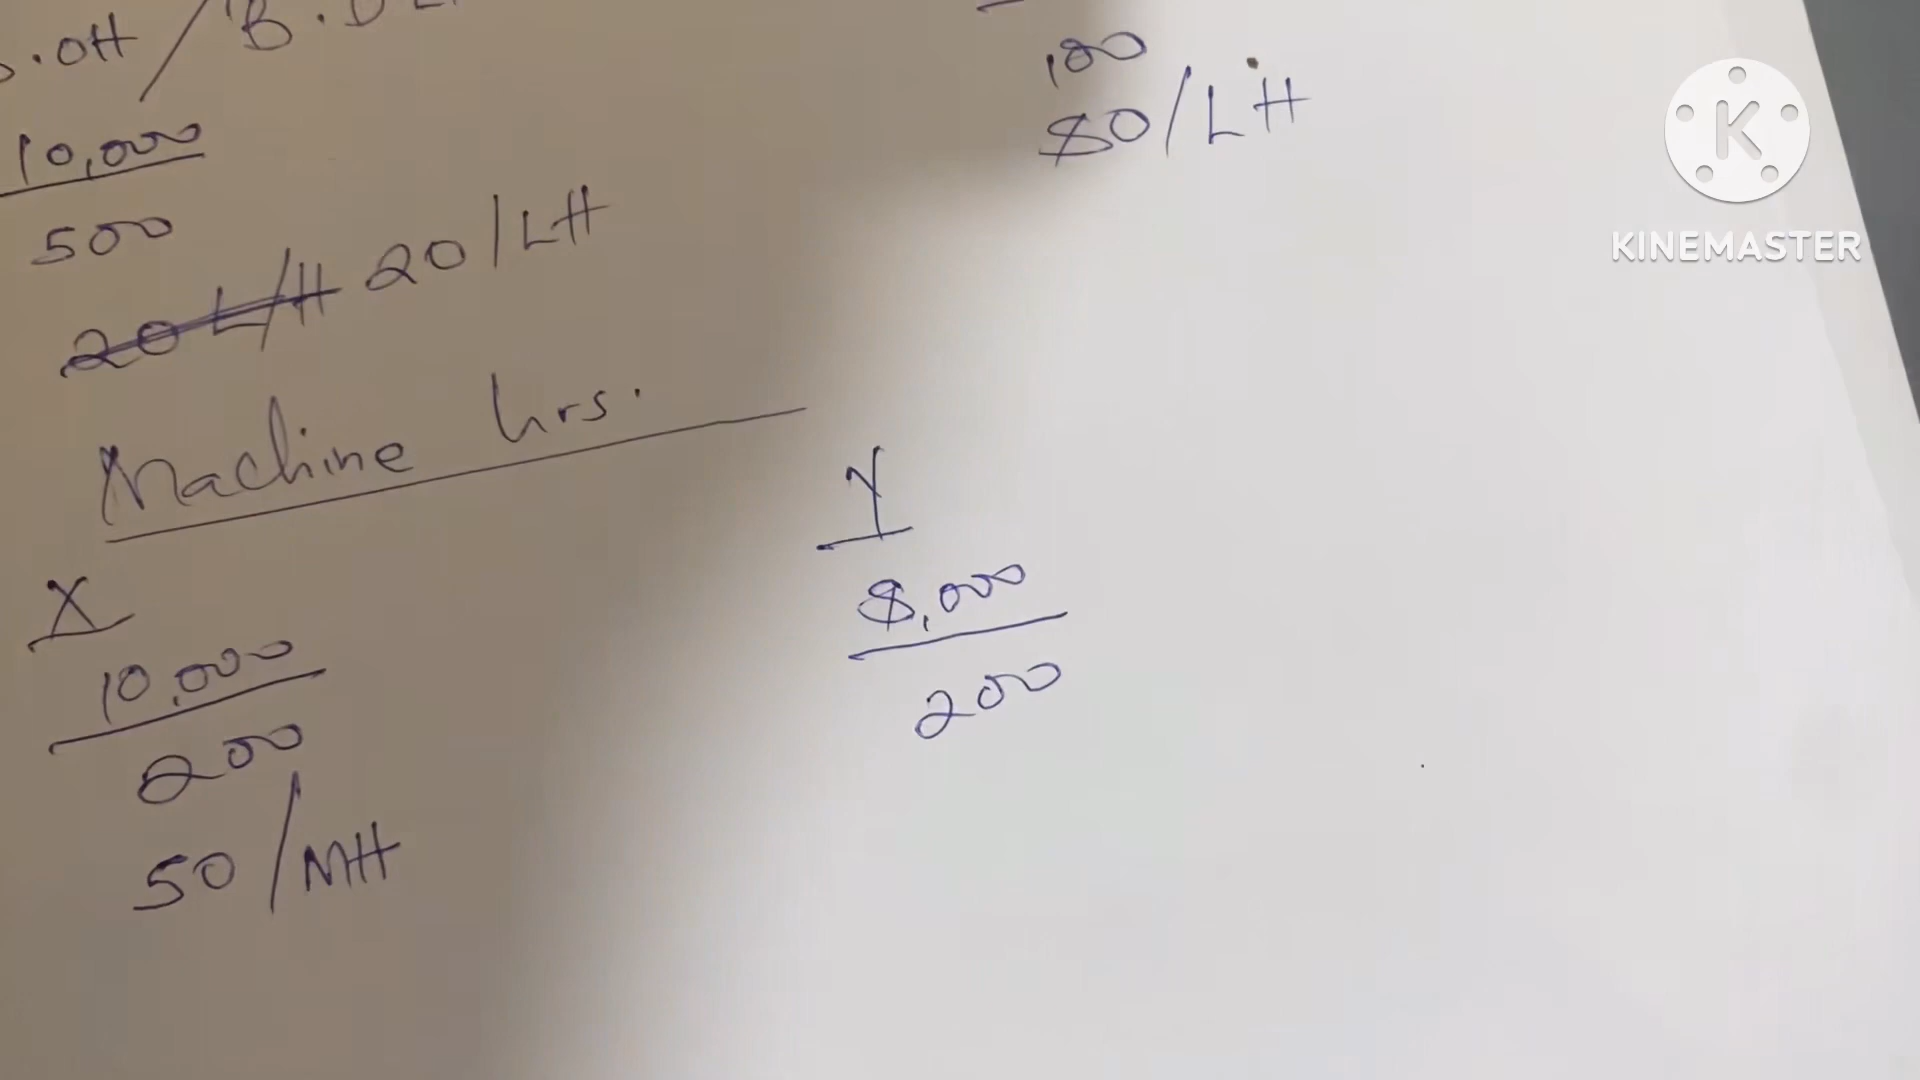 .OH / B.D
10,000
500
20 L/H 20/LH
100
80/LH
Machine hrs.
X
10,000
200
50/MH
Y
8,000
200
K
KINEMASTER